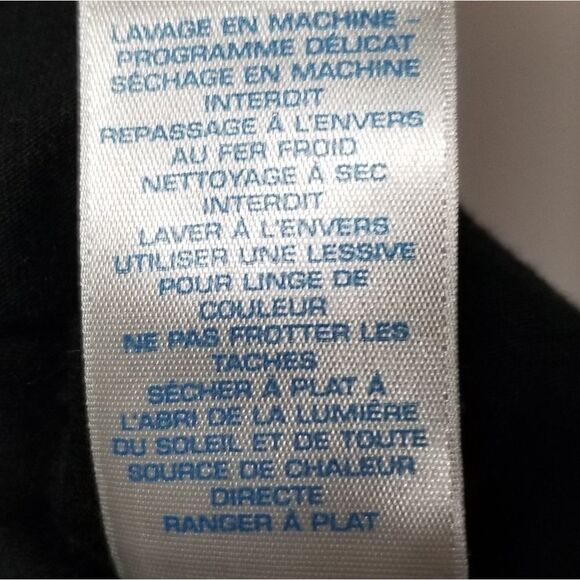 LAVAGE EN MACHINE -
PROGRAMME DÉLICAT
SÉCHAGE EN MACHINE
INTERDIT
REPASSAGE À L'ENVERS
AU FER FROID
NETTOYAGE À SEC
INTERDIT
LAVER À L'ENVERS
UTILISER UNE LESSIVE
POUR LINGE DE
COULEUR
NE PAS FROTTER LES
TACHES
SÉCHER À PLAT À
L'ABRI DE LA LUMIÈRE
DU SOLEIL ET DE TOUTE
SOURCE DE CHALEUR
DIRECTE
RANGER À PLAT